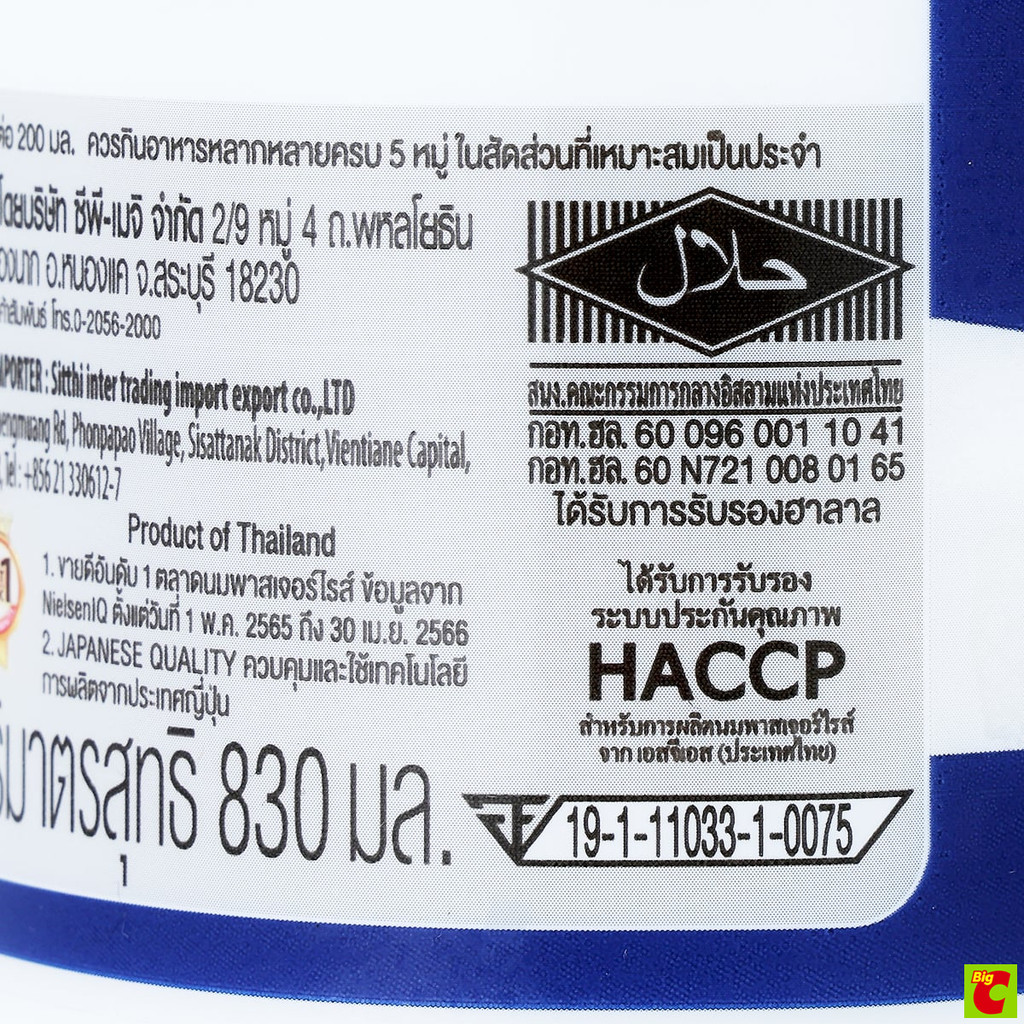 ต่อ 200 มล. ควรกินอาหารหลากหลายครบ 5 หมู่ ในสัดส่วนที่เหมาะสมเป็นประจำ
โดยบริษัท ซีพี-เมจิ จำกัด 2/9 หมู่ 4 ถ.พหลโยธิน
อ.หนองแค จ.สระบุรี 18230
โทร.0-2056-2000
: Sitthi inter trading import export co.,LTD
Rd, Phonpapao Village, Sisattanak District, Vientiane Capital,
Tel : +856 21 330612-7
Product of Thailand
1. ขายดีอันดับ 1 ตลาดนมพาสเจอร์ไรส์ ข้อมูลจาก
NielsenIQ ตั้งแต่วันที่ 1 พ.ค. 2565 ถึง 30 เม.ย. 2566
2. JAPANESE QUALITY ควบคุมและใช้เทคโนโลยี
การผลิตจากประเทศญี่ปุ่น
830 มล.
حلال
สนง.คณะกรรมการกลางอิสลามแห่งประเทศไทย
กอท.ฮล. 60 096 001 10 41
กอท.ฮล. 60 N721 008 01 65
ได้รับการรับรองฮาลาล
ได้รับการรับรอง
ระบบประกันคุณภาพ
HACCP
สำหรับการผลิตนมพาสเจอร์ไรส์
จาก เอสจีเอส (ประเทศไทย)
19-1-11033-1-0075
Big C